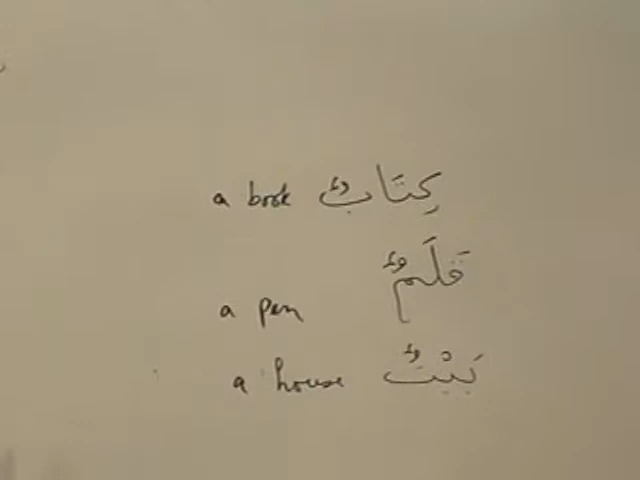 a book كِتَابٌ
a pen قَلَمٌ
a house بَيْتٌ